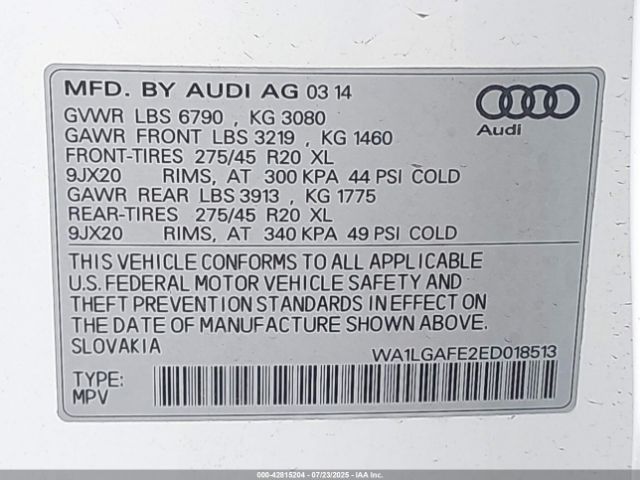 MFD. BY AUDI AG 03 14
GVWR LBS 6790 , KG 3080
GAWR FRONT LBS 3219 , KG 1460
FRONT-TIRES 275/45 R20 XL
9JX20 RIMS, AT 300 KPA 44 PSI COLD
GAWR REAR LBS 3913 , KG 1775
REAR-TIRES 275/45 R20 XL
9JX20 RIMS, AT 340 KPA 49 PSI COLD
Audi
THIS VEHICLE CONFORMS TO ALL APPLICABLE
U.S. FEDERAL MOTOR VEHICLE SAFETY AND
THEFT PREVENTION STANDARDS IN EFFECT ON
THE DATE OF MANUFACTURE SHOWN ABOVE.
SLOVAKIA
WA1LGAFE2ED018513
TYPE:
MPV
000-42815204 - 07/23/2025 - IAAI.com